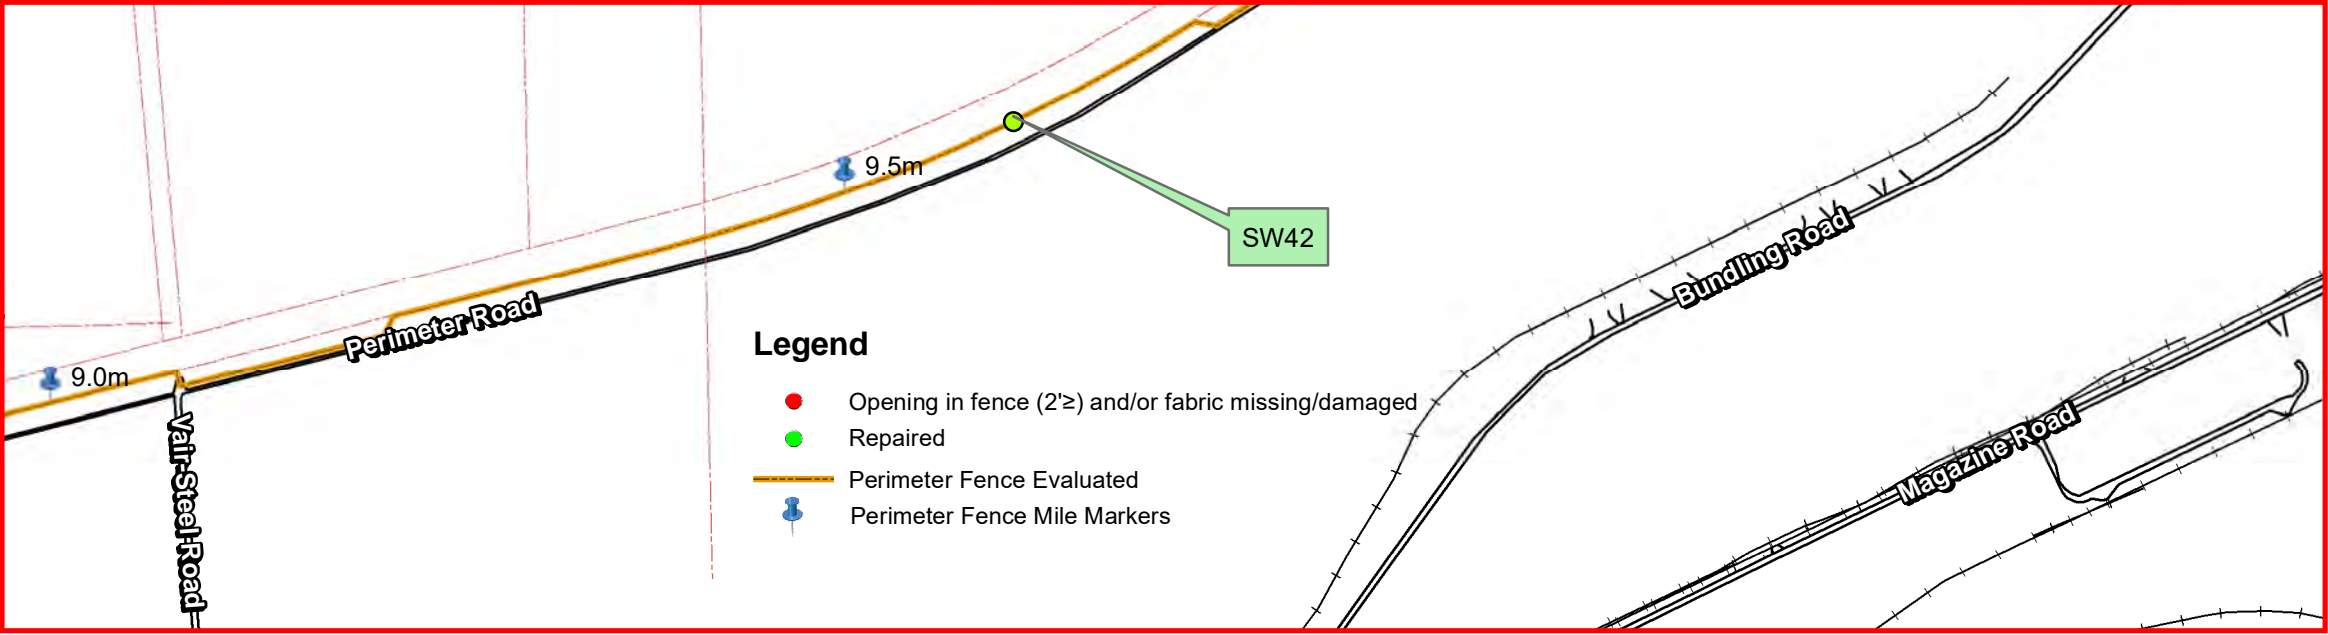 9.5m
SW42
Bundling Road
Perimeter Road
9.0m
Vair Steel Road
Legend
Opening in fence (2'≥) and/or fabric missing/damaged
Repaired
Perimeter Fence Evaluated
Perimeter Fence Mile Markers
Magazine Road